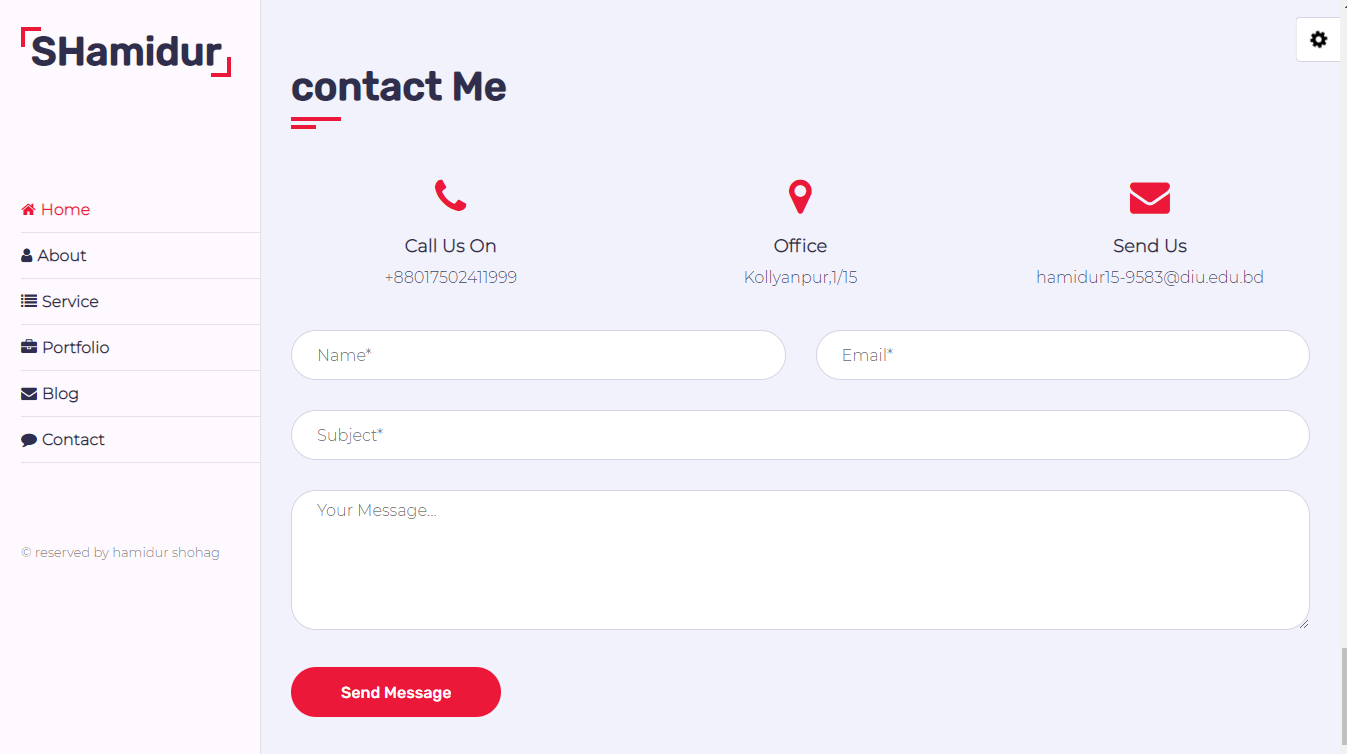 SHamidur
Home
About
Service
Portfolio
Blog
Contact
© reserved by hamidur shohag
contact Me
Call Us On
+88017502411999
Office
Kollyanpur,1/15
Send Us
hamidur15-9583@diu.edu.bd
Name*
Email*
Subject*
Your Message...
Send Message